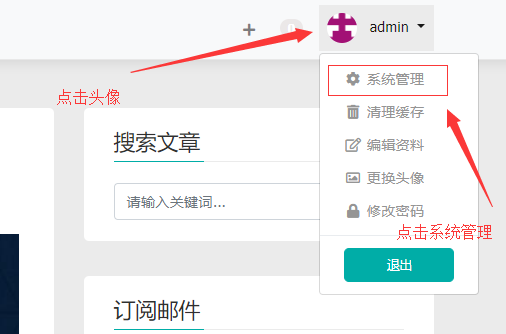 admin
点击头像
系统管理
清理缓存
编辑资料
更换头像
修改密码
点击系统管理
退出
搜索文章
请输入关键词...
订阅邮件